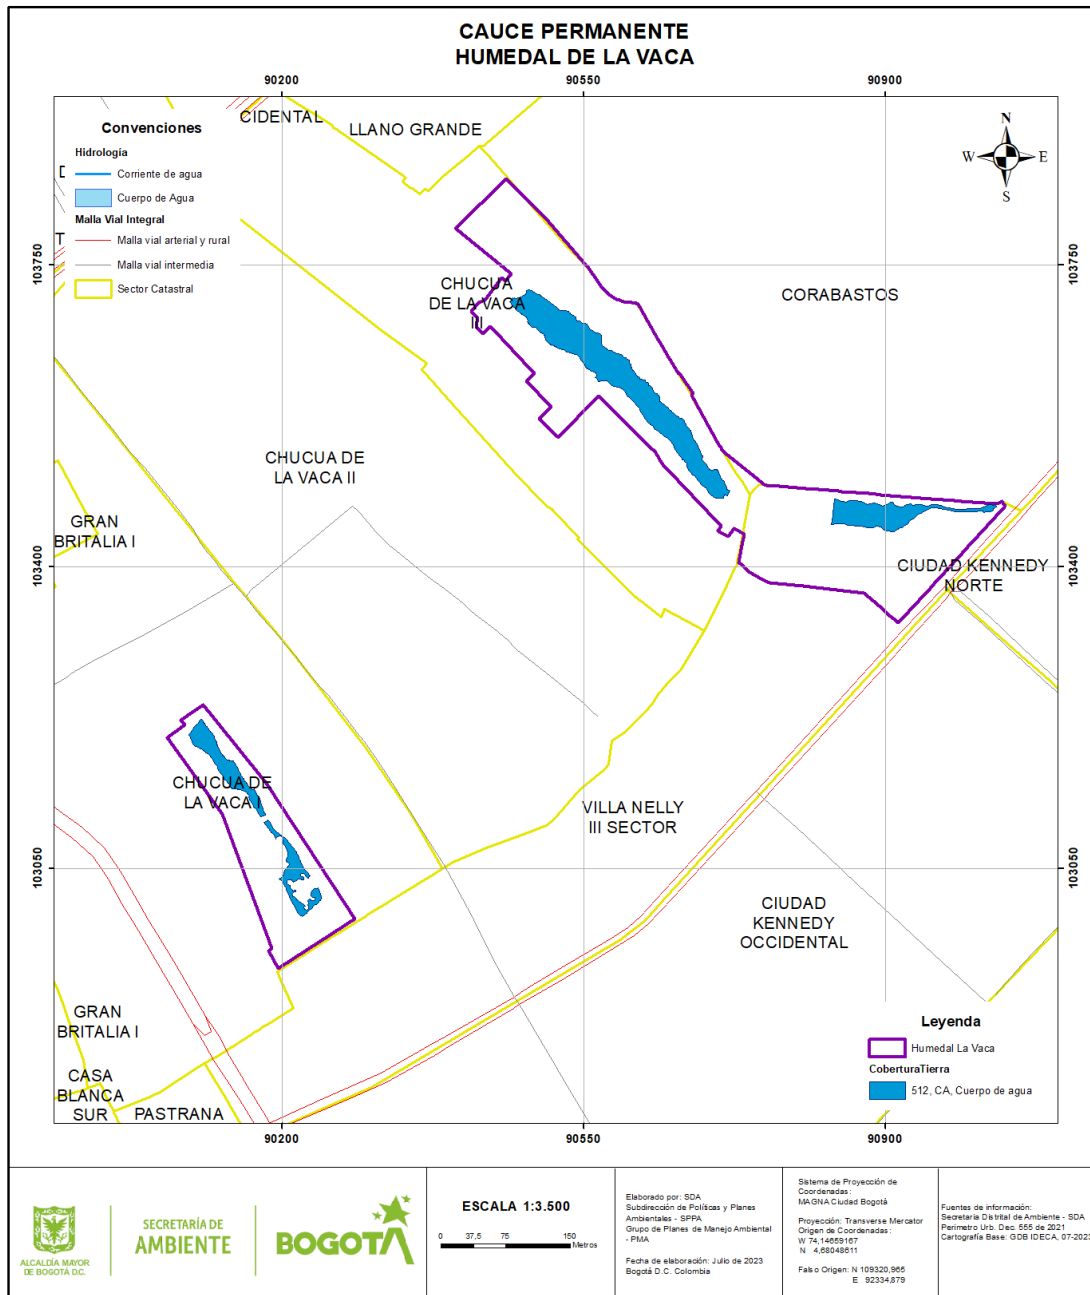 CAUCE PERMANENTE
HUMEDAL DE LA VACA
90200
90550
90900
Convenciones
Hidrología
Corriente de agua
Cuerpo de Agua
Malla Vial Integral
Malla vial arterial y rural
Malla vial intermedia
Sector Catastral
CIDENTAL
LLANO GRANDE
N
W
E
S
103750
103750
CHUCUA
DE LA VACA
III
CORABASTOS
CHUCUA DE
LA VACA II
GRAN
BRITALIA I
103400
103400
CIUDAD KENNEDY
NORTE
CHUCUA DE
LA VACA I
VILLA NELLY
III SECTOR
103050
103050
CIUDAD
KENNEDY
OCCIDENTAL
GRAN
BRITALIA I
CASA
BLANCA
SUR
PASTRANA
Leyenda
Humedal La Vaca
CoberturaTierra
512, CA, Cuerpo de agua
90200
90550
90900
ALCALDÍA MAYOR
DE BOGOTÁ D.C.
SECRETARÍA DE
AMBIENTE
BOGOTÁ
ESCALA 1:3.500
0 37,5 75 150
Metros
Elaborado por: SDA
Subdirección de Políticas y Planes
Ambientales - SPPA
Grupo de Planes de Manejo Ambiental
- PMA
Fecha de elaboración: Julio de 2023
Bogotá D.C. Colombia
Sistema de Proyección de
Coordenadas:
MAGNA Ciudad Bogotá
Proyección: Transverse Mercator
Origen de Coordenadas:
W 74,14659167
N 4,68048611
Falso Origen: N 109320,965
E 92334,879
Fuentes de información:
Secretaria Distrital de Ambiente - SDA
Perimetro Urb. Dec. 555 de 2021
Cartografía Base: GDB IDECA, 07-2023